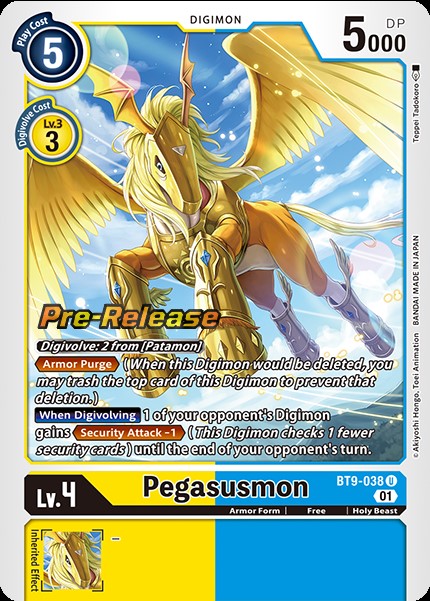 Play Cost
5
DIGIMON
DP
5000
Digivolve Cost
Lv.3
3
Teppei Tadokoro
© Akiyoshi Hongo, Toei Animation BANDAI MADE IN JAPAN
Pre-Release
Digivolve: 2 from [Patamon]
Armor Purge (When this Digimon would be deleted, you
may trash the top card of this Digimon to prevent that
deletion.)
When Digivolving 1 of your opponent's Digimon
gains Security Attack -1 (This Digimon checks 1 fewer
security cards) until the end of your opponent's turn.
Lv.4
Pegasusmon
BT9-038 U
01
Armor Form | Free | Holy Beast
Inherited Effect
–